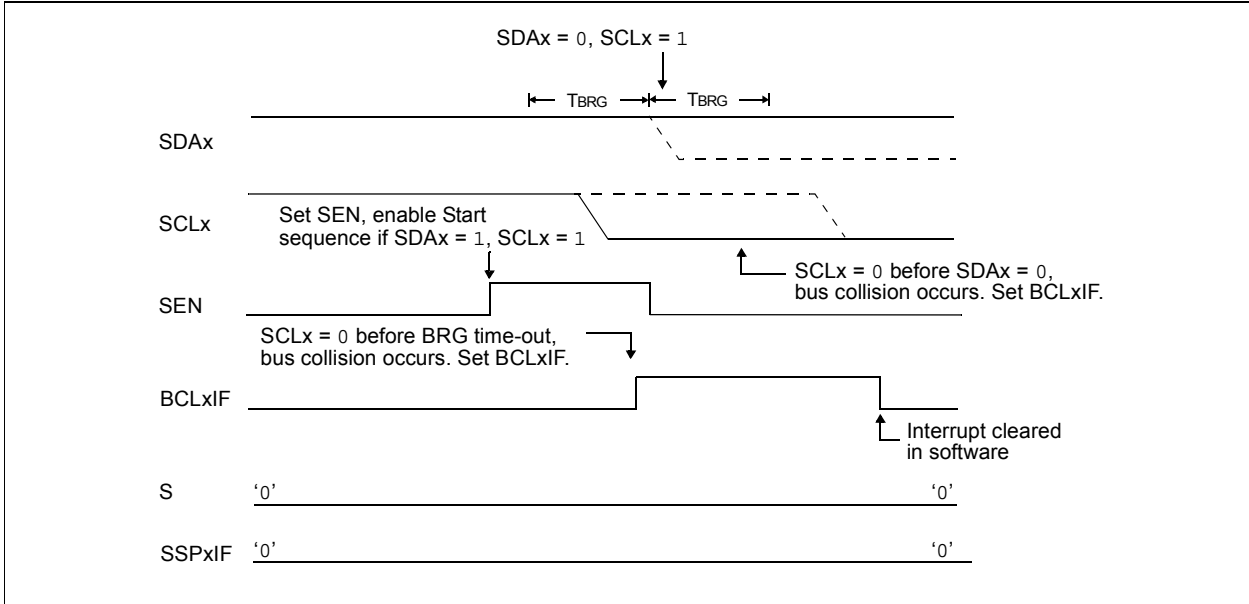 SDAx = 0, SCLx = 1
TBRG TBRG
SDAx
SCLx
Set SEN, enable Start
sequence if SDAx = 1, SCLx = 1
SCLx = 0 before SDAx = 0,
bus collision occurs. Set BCLxIF.
SEN
SCLx = 0 before BRG time-out,
bus collision occurs. Set BCLxIF.
BCLxIF
Interrupt cleared
in software
S ‘0’ ‘0’
SSPxIF ‘0’ ‘0’